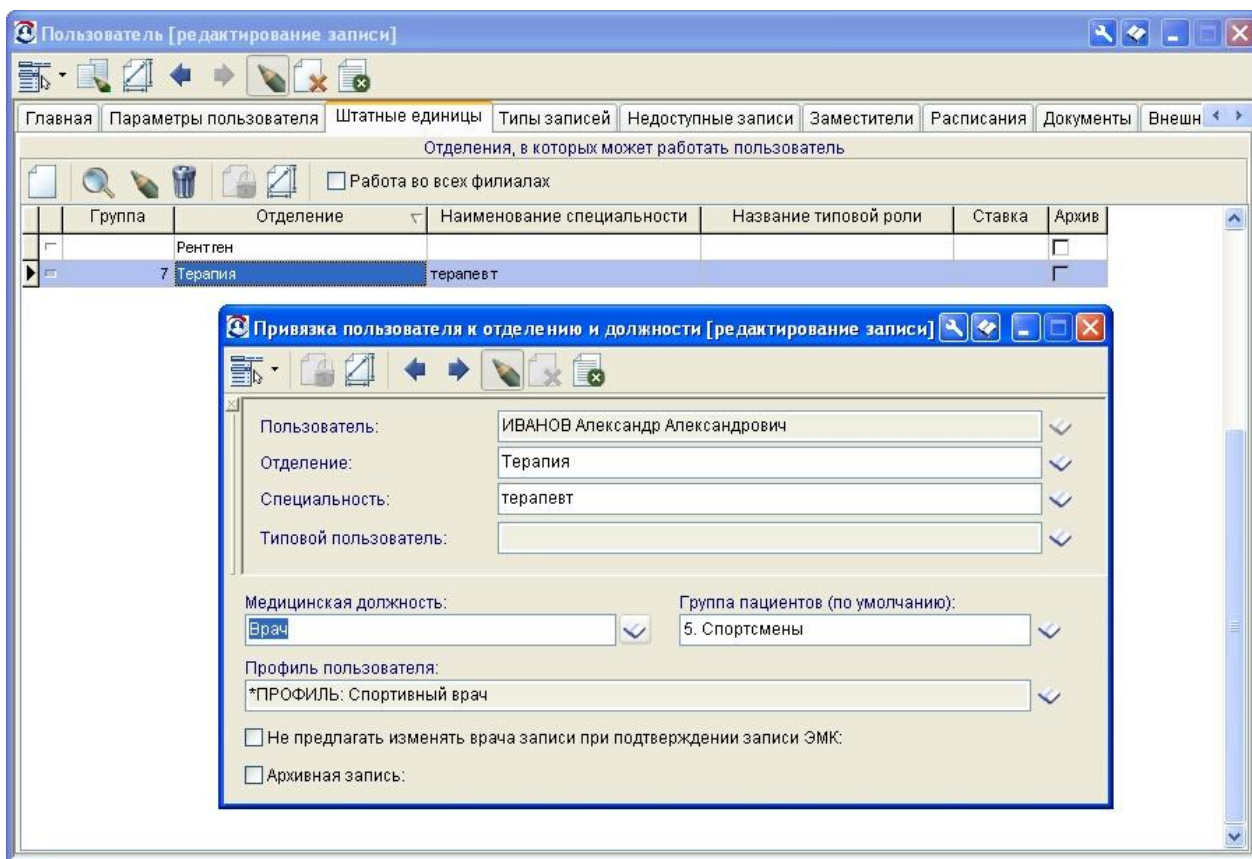 Пользователь [редактирование записи]
Главная Параметры пользователя Штатные единицы Типы записей Недоступные записи Заместители Расписания Документы Внешн
Отделения, в которых может работать пользователь
Работа во всех филиалах
Группа Отделение Наименование специальности Название типовой роли Ставка Архив
Рентген
7 Терапия терапевт
Привязка пользователя к отделению и должности [редактирование записи]
Пользователь: ИВАНОВ Александр Александрович
Отделение: Терапия
Специальность: терапевт
Типовой пользователь:
Медицинская должность: Группа пациентов (по умолчанию):
Врач 5. Спортсмены
Профиль пользователя:
*ПРОФИЛЬ: Спортивный врач
Не предлагать изменять врача записи при подтверждении записи ЭМК:
Архивная запись: